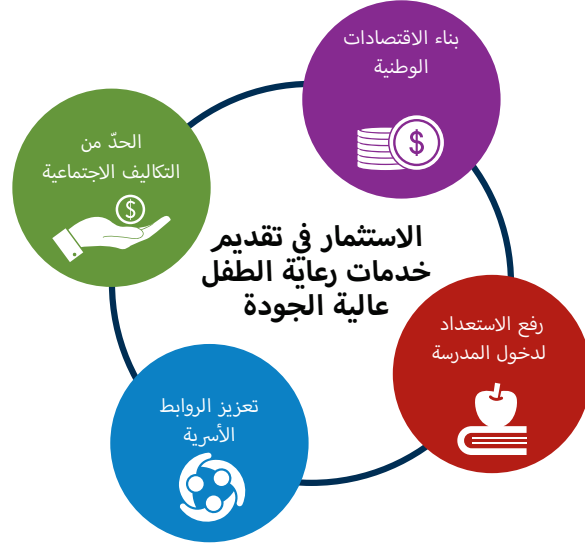 بناء الاقتصادات
الوطنية
$
الحدّ من
التكاليف الاجتماعية
$
الاستثمار في تقديم
خدمات رعاية الطفل
عالية الجودة
رفع الاستعداد
لدخول المدرسة
تعزيز الروابط
الأسرية